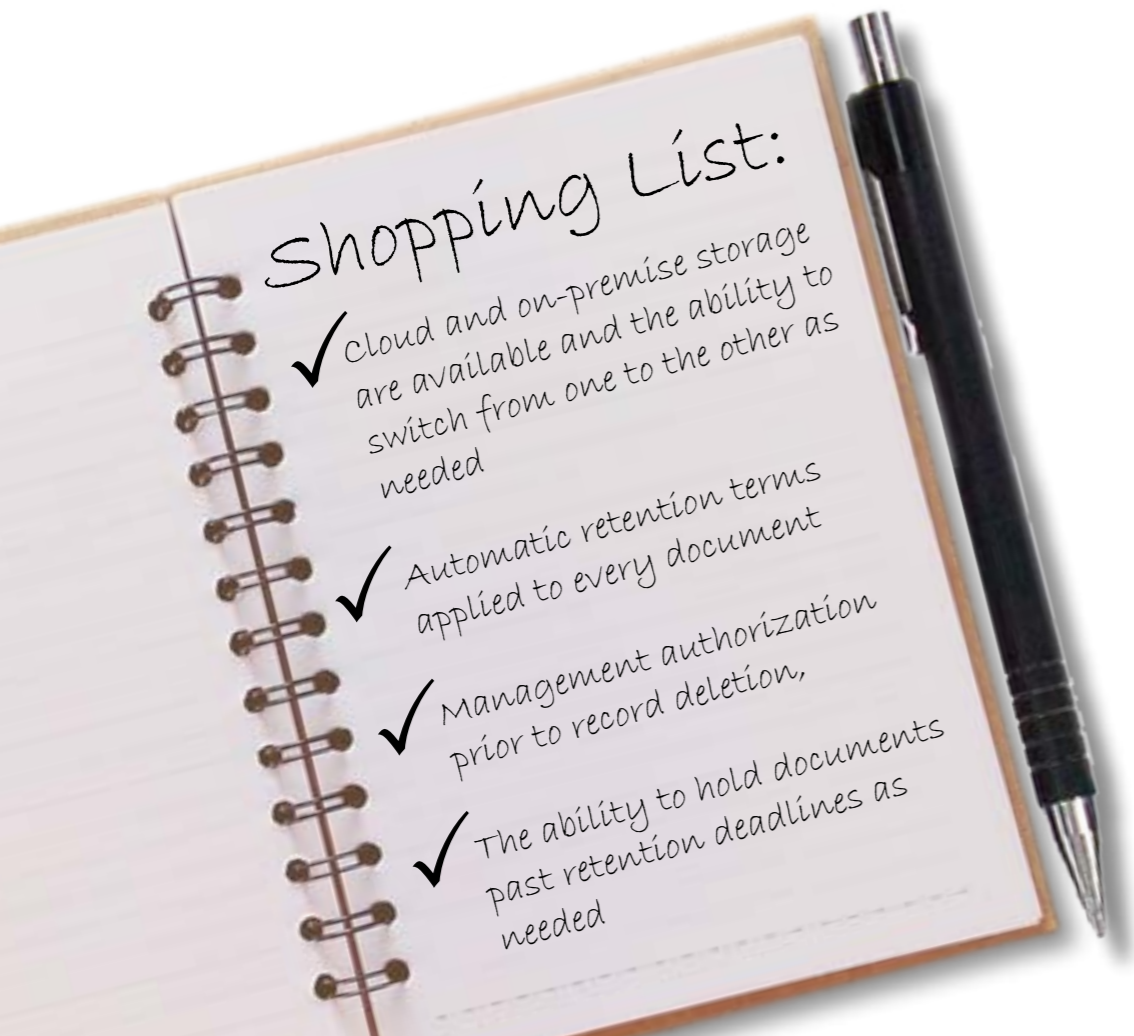 Shopping List:
Cloud and on-premise storage
are available and the ability to
switch from one to the other as
needed
Automatic retention terms
applied to every document
Management authorization
prior to record deletion,
The ability to hold documents
past retention deadlines as
needed